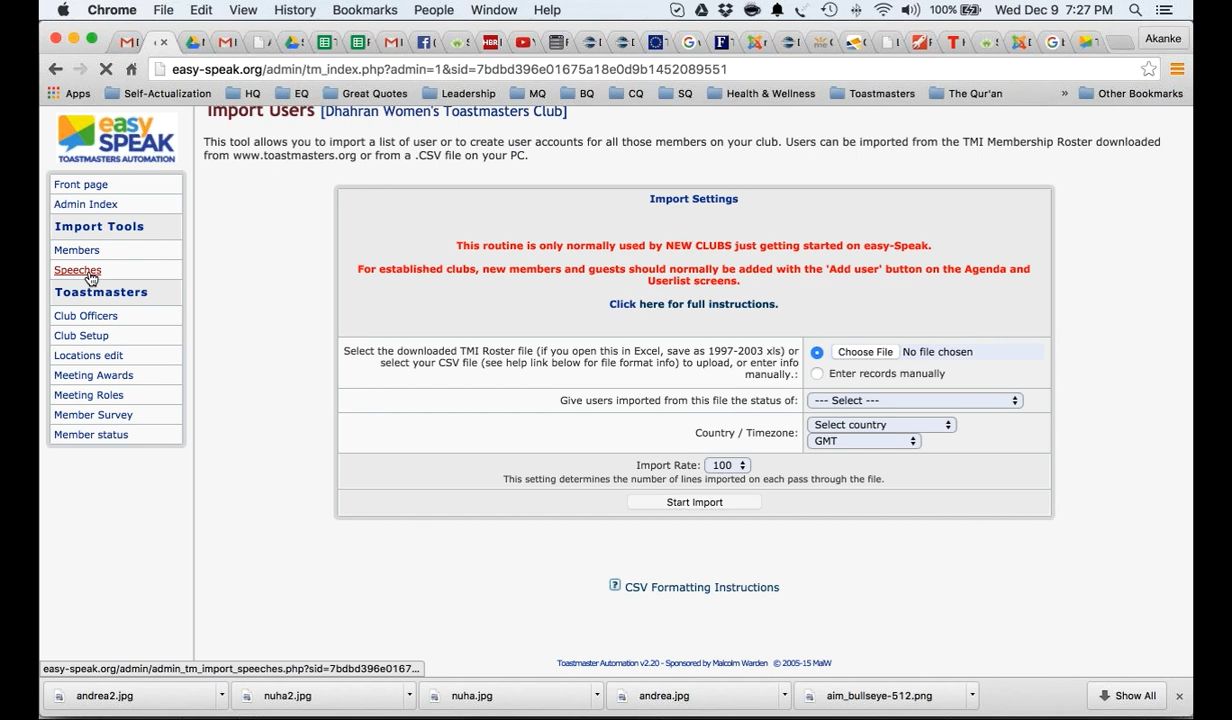 Chrome File Edit View History Bookmarks People Window Help 100% Wed Dec 9 7:27 PM
Akanke
easy-speak.org/admin/tm_index.php?admin=1&sid=7bdbd396e01675a18e0d9b1452089551
Apps Self-Actualization HQ EQ Great Quotes Leadership MQ BQ CQ SQ Health & Wellness Toastmasters The Qur'an » Other Bookmarks
Import Users [Dhahran Women's Toastmasters Club]
easy
SPEAK
TOASTMASTERS AUTOMATION
This tool allows you to import a list of user or to create user accounts for all those members on your club. Users can be imported from the TMI Membership Roster downloaded
from www.toastmasters.org or from a .CSV file on your PC.
Front page
Admin Index
Import Tools
Members
Speeches
Toastmasters
Club Officers
Club Setup
Locations edit
Meeting Awards
Meeting Roles
Member Survey
Member status
Import Settings
This routine is only normally used by NEW CLUBS just getting started on easy-Speak.
For established clubs, new members and guests should normally be added with the 'Add user' button on the Agenda and
Userlist screens.
Click here for full instructions.
Select the downloaded TMI Roster file (if you open this in Excel, save as 1997-2003 xls) or
select your CSV file (see help link below for file format info) to upload, or enter info
manually.:
Choose File No file chosen
Enter records manually
Give users imported from this file the status of: --- Select ---
Country / Timezone:
Select country
GMT
Import Rate: 100
This setting determines the number of lines imported on each pass through the file.
Start Import
? CSV Formatting Instructions
Toastmaster Automation v2.20 - Sponsored by Malcolm Warden © 2005-15 MalW
easy-speak.org/admin/admin_tm_import_speeches.php?sid=7bdbd396e0167...
andrea2.jpg nuha2.jpg nuha.jpg andrea.jpg aim_bullseye-512.png Show All